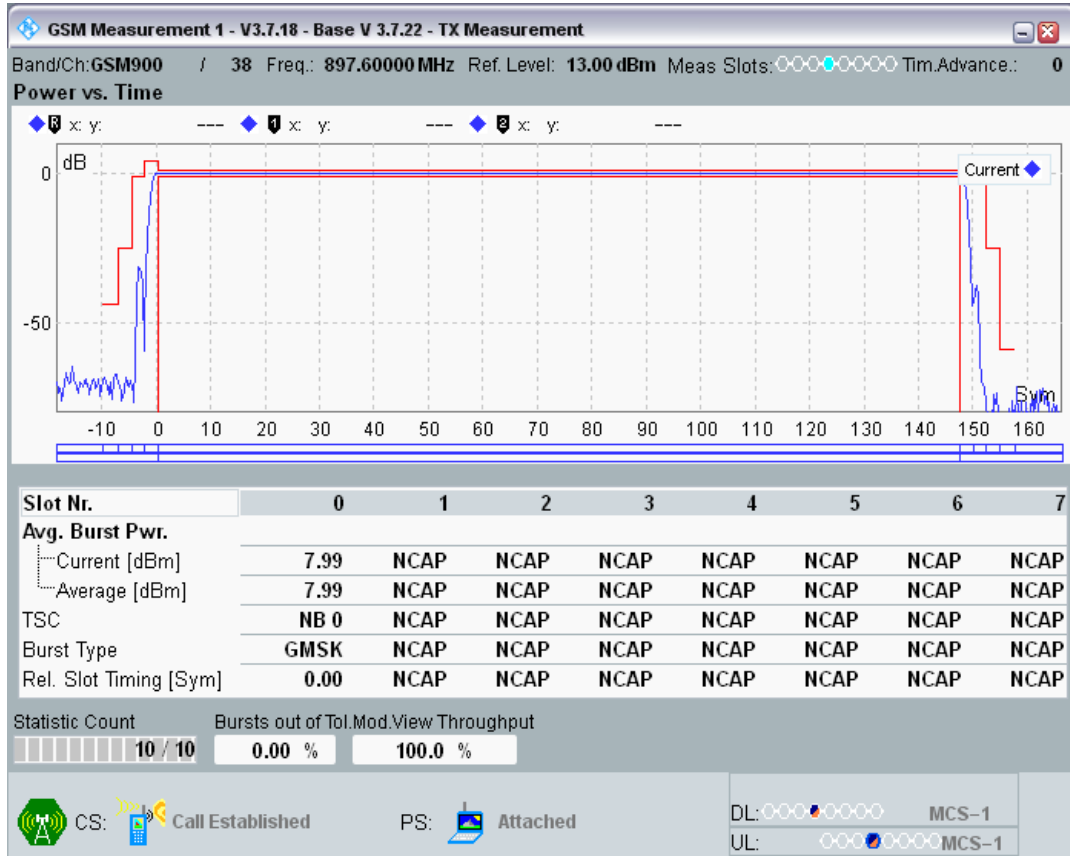 GSM Measurement 1 - V3.7.18 - Base V 3.7.22 - TX Measurement
Band/Ch:GSM900 / 38 Freq.: 897.60000 MHz Ref. Level: 13.00 dBm Meas Slots: Tim.Advance.: 0
Power vs. Time
R x: y: --- 1 x: y: --- 2 x: y: ---
dB
Current
0
-50
Sym
-10 0 10 20 30 40 50 60 70 80 90 100 110 120 130 140 150 160
Slot Nr. 0 1 2 3 4 5 6 7
Avg. Burst Pwr.
Current [dBm] 7.99 NCAP NCAP NCAP NCAP NCAP NCAP NCAP
Average [dBm] 7.99 NCAP NCAP NCAP NCAP NCAP NCAP NCAP
TSC NB 0 NCAP NCAP NCAP NCAP NCAP NCAP NCAP
Burst Type GMSK NCAP NCAP NCAP NCAP NCAP NCAP NCAP
Rel. Slot Timing [Sym] 0.00 NCAP NCAP NCAP NCAP NCAP NCAP NCAP
Statistic Count Bursts out of Tol. Mod.View Throughput
10 / 10 0.00 % 100.0 %
CS: Call Established PS: Attached
DL: MCS-1
UL: MCS-1